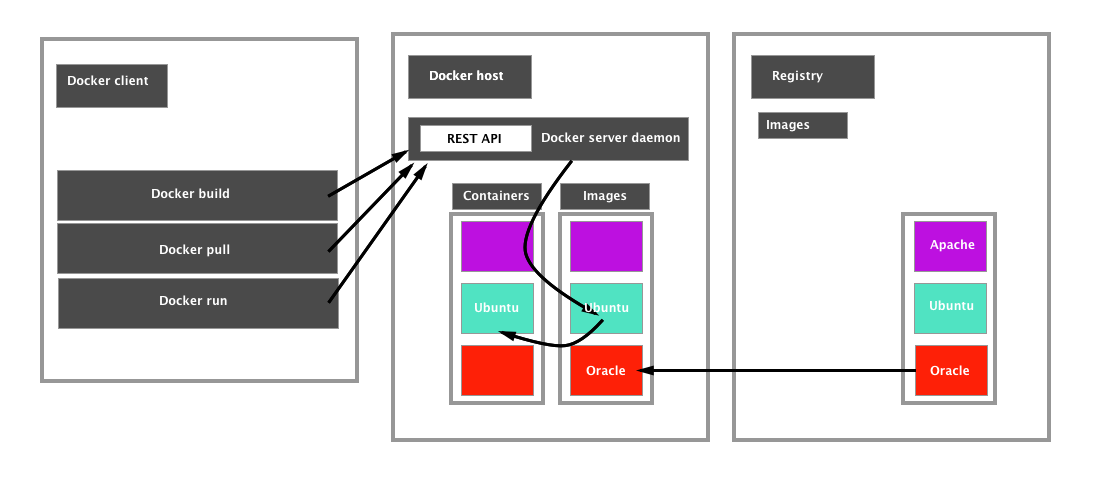 Docker client
Docker build
Docker pull
Docker run
Docker host
REST API
Docker server daemon
Containers
Images
Ubuntu
Ubuntu
Oracle
Registry
Images
Apache
Ubuntu
Oracle